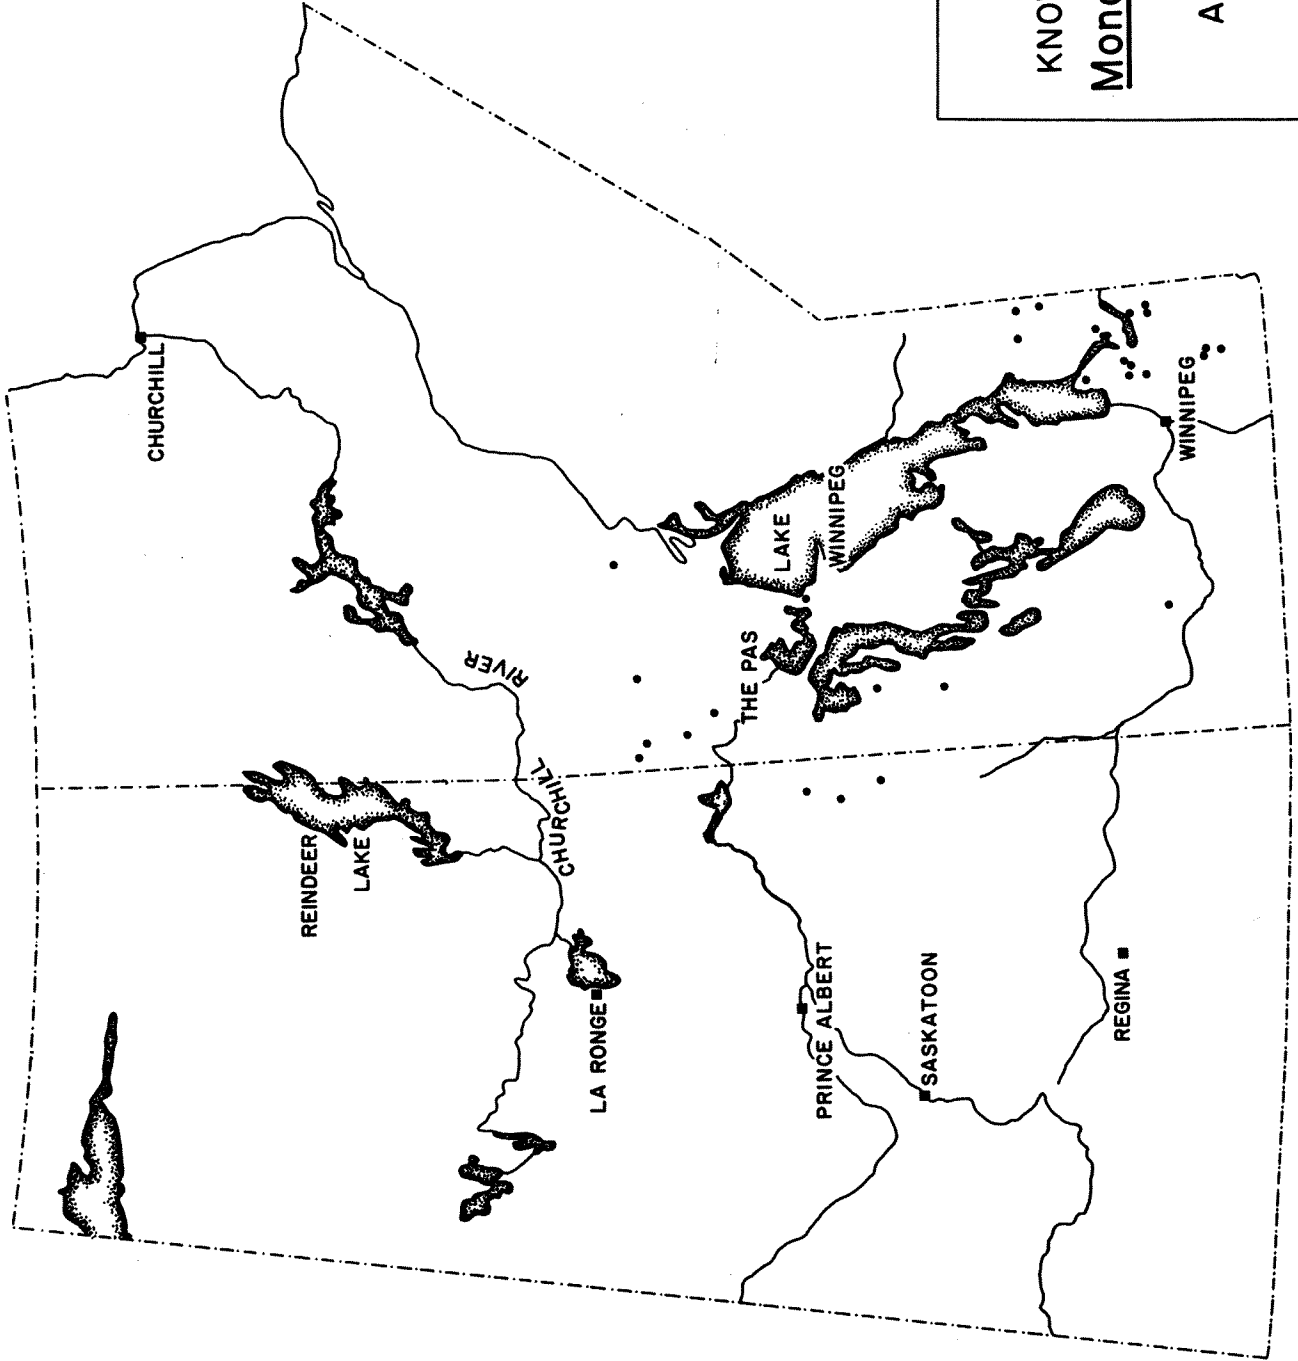 KNO
Mon
A
CHURCHILL
RIVER
CHURCHILL
REINDEER
LAKE
LA RONGE
THE PAS
LAKE
WINNIPEG
PRINCE ALBERT
SASKATOON
REGINA
WINNIPEG